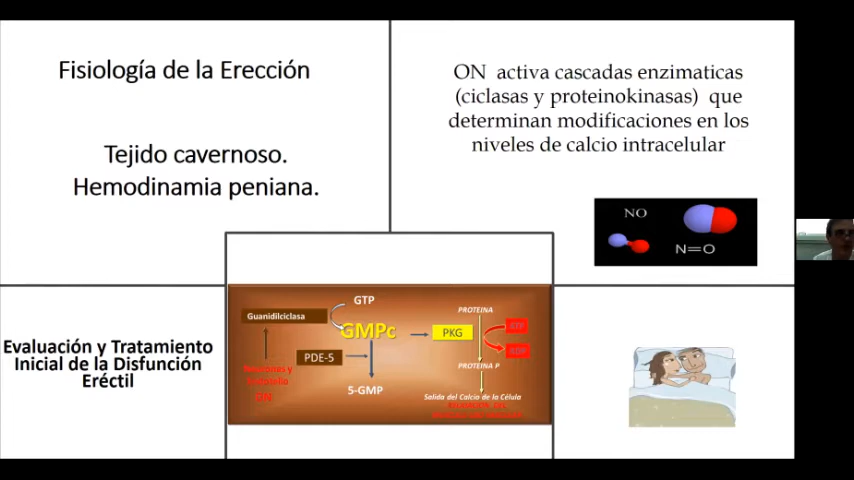 Fisiología de la Erección
Tejido cavernoso.
Hemodinamia peniana.
ON activa cascadas enzimaticas
(ciclasas y proteinokinasas) que
determinan modificaciones en los
niveles de calcio intracelular
NO
N=O
Evaluación y Tratamiento
Inicial de la Disfunción
Eréctil
GTP
Guanidilciclasa
GMPc
PDE-5
5-GMP
PKG
PROTEINA
ATP
ADP
PROTEINA P
Salida del Calcio de la Célula